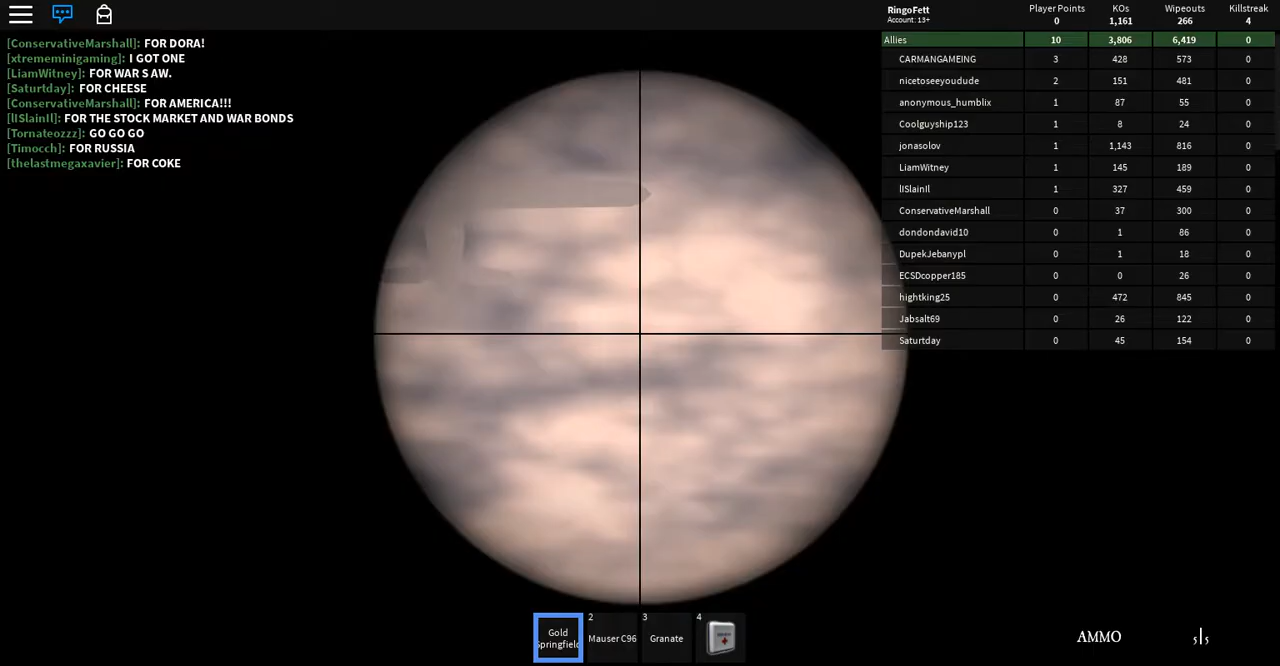 RingoFett
Account: 13+
Player Points KOs Wipeouts Killstreak
0 1,161 266 4
[ConservativeMarshall]: FOR DORA!
[xtrememinigaming]: I GOT ONE
[LiamWitney]: FOR WAR S AW.
[Saturtday]: FOR CHEESE
[ConservativeMarshall]: FOR AMERICA!!!
[lISlainIl]: FOR THE STOCK MARKET AND WAR BONDS
[Tornateozzz]: GO GO GO
[Timocch]: FOR RUSSIA
[thelastmegaxavier]: FOR COKE
Allies 10 3,806 6,419 0
CARMANGAMEING 3 428 573 0
nicetoseeyoudude 2 151 481 0
anonymous_humblix 1 87 55 0
Coolguyship123 1 8 24 0
jonasolov 1 1,143 816 0
LiamWitney 1 145 189 0
lISlainIl 1 327 459 0
ConservativeMarshall 0 37 300 0
dondondavid10 0 1 86 0
DupekJebanypl 0 1 18 0
ECSDcopper185 0 0 26 0
hightking25 0 472 845 0
Jabsalt69 0 26 122 0
Saturtday 0 45 154 0
2 3 4
Gold
Springfield
Mauser C96
Granate
AMMO 5|5